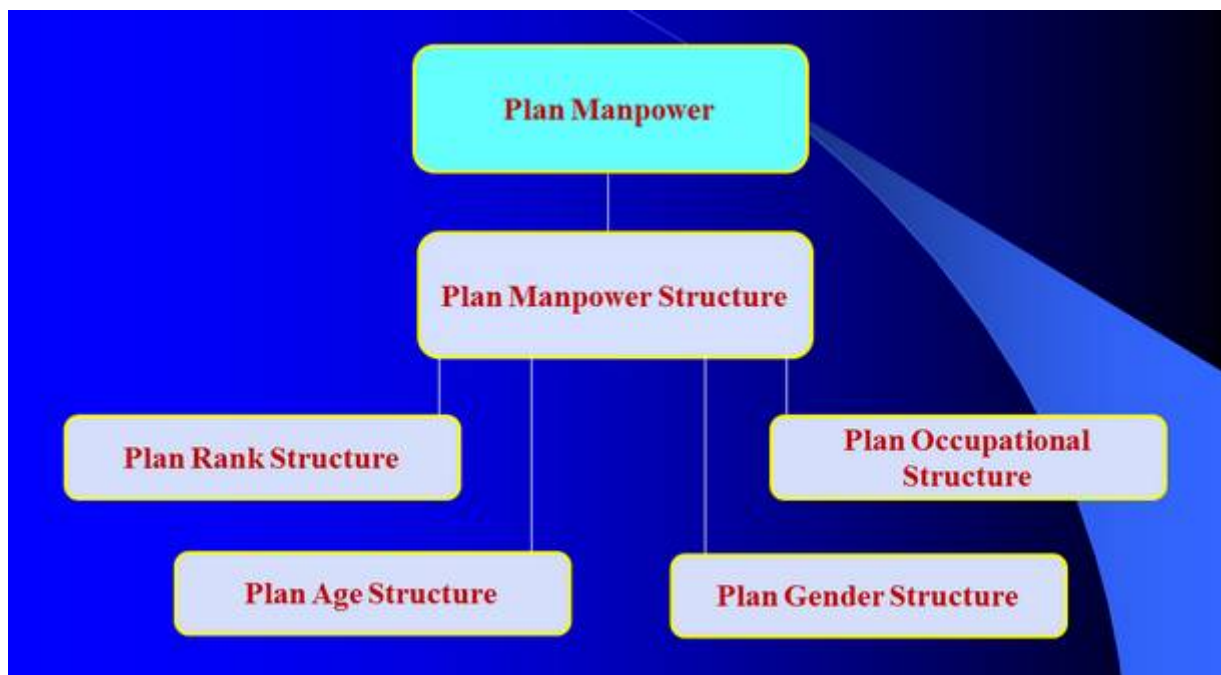 Plan Manpower
Plan Manpower Structure
Plan Rank Structure
Plan Occupational
Structure
Plan Age Structure
Plan Gender Structure